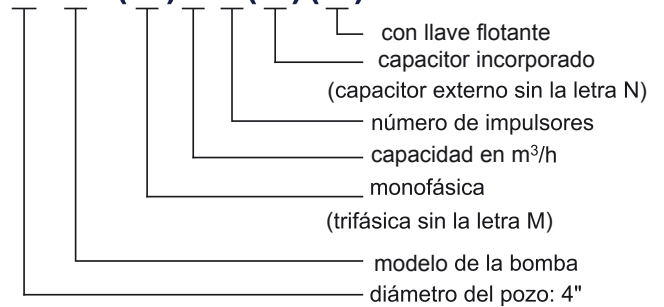 con llave flotante
capacitor incorporado
(capacitor externo sin la letra N)
número de impulsores
capacidad en m³/h
monofásica
(trifásica sin la letra M)
modelo de la bomba
diámetro del pozo: 4"